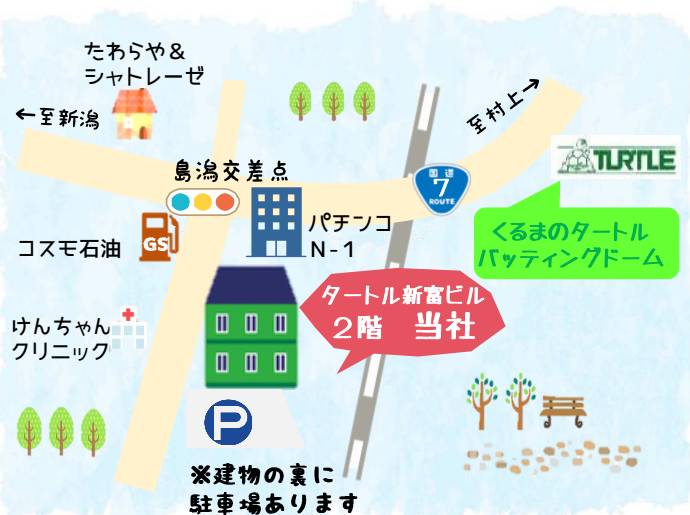 たわらや＆
シャトレーゼ
←至新潟
至村上→
島潟交差点
国道
7
ROUTE
TURTLE
くるまのタートル
バッティングドーム
パチンコ
N-1
コスモ石油
GS
タートル新富ビル
2階　当社
けんちゃん
クリニック
P
※建物の裏に
駐車場あります